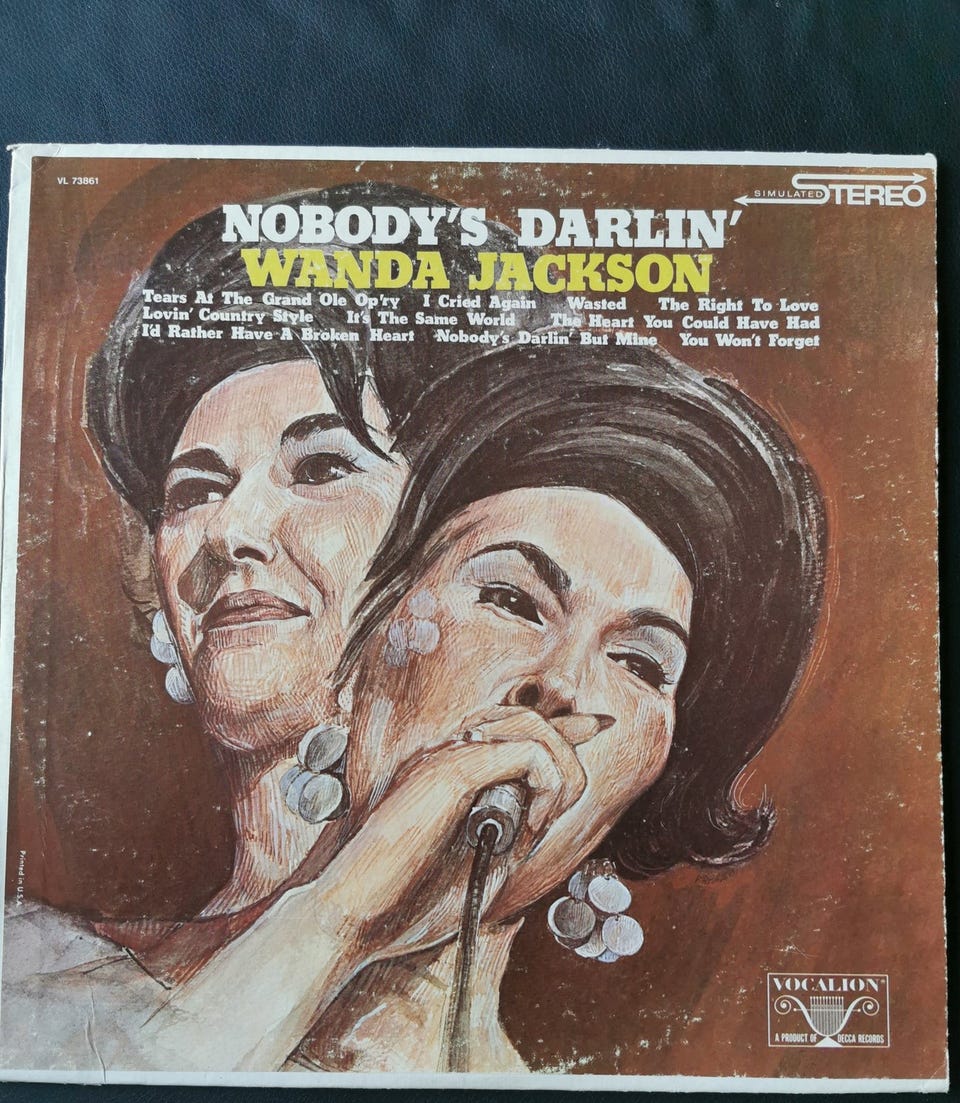 VL 73861
SIMULATED STEREO
NOBODY'S DARLIN'
WANDA JACKSON
Tears At The Grand Ole Op'ry I Cried Again Wasted The Right To Love
Lovin' Country Style It's The Same World The Heart You Could Have Had
I'd Rather Have A Broken Heart Nobody's Darlin' But Mine You Won't Forget
Printed in U.S.A.
VOCALION®
A PRODUCT OF DECCA RECORDS